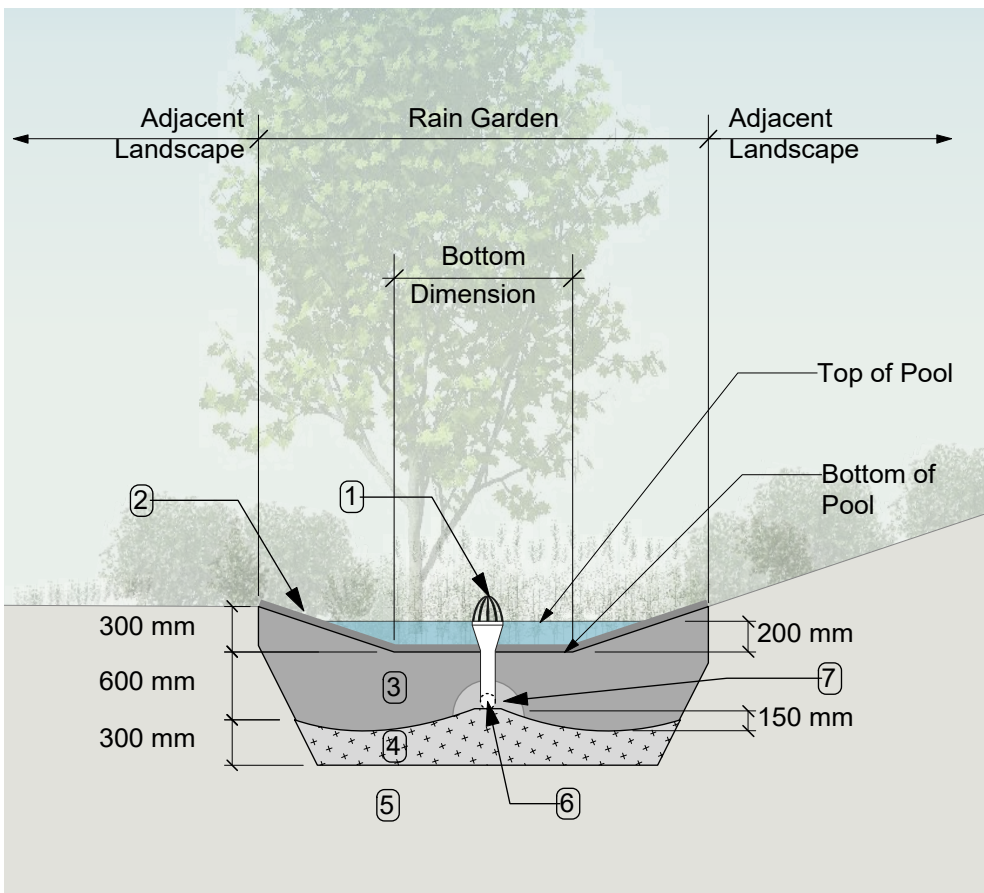 Adjacent
Landscape
Rain Garden
Adjacent
Landscape
Bottom
Dimension
Top of Pool
Bottom of
Pool
2
1
300 mm
200 mm
600 mm
3
7
150 mm
300 mm
4
5
6